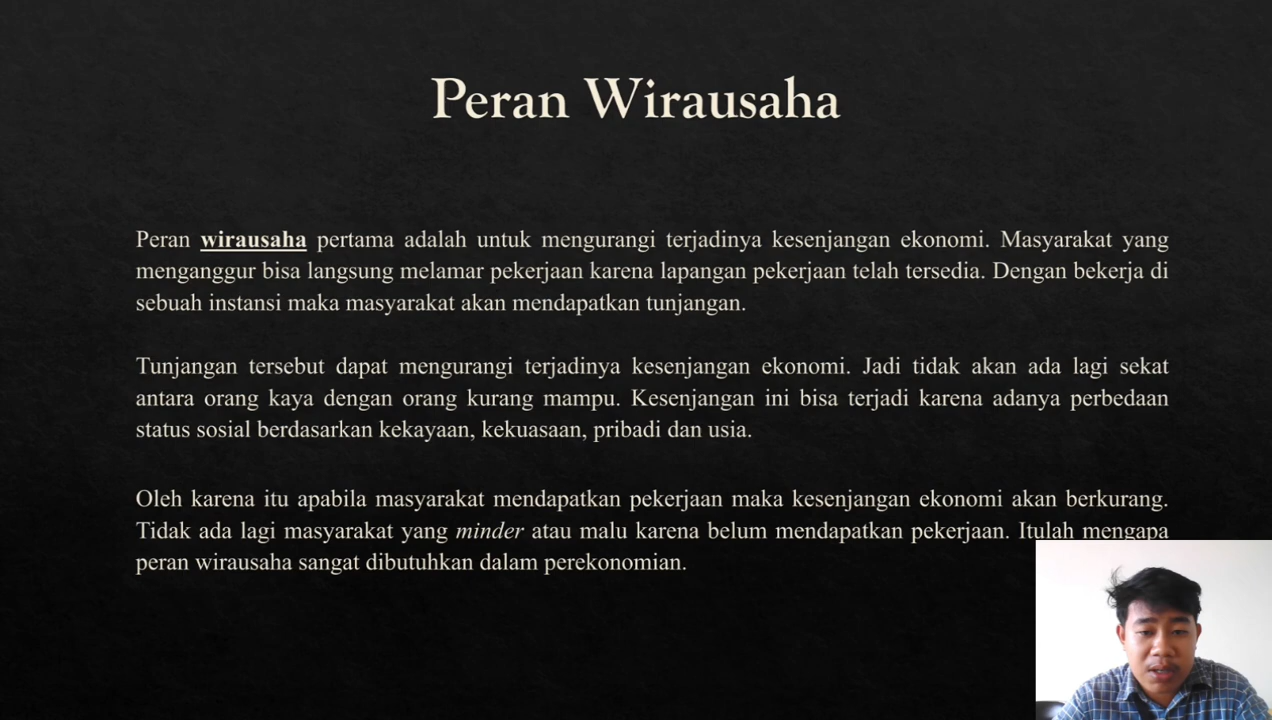 Peran Wirausaha
Peran wirausaha pertama adalah untuk mengurangi terjadinya kesenjangan ekonomi. Masyarakat yang
menganggur bisa langsung melamar pekerjaan karena lapangan pekerjaan telah tersedia. Dengan bekerja di
sebuah instansi maka masyarakat akan mendapatkan tunjangan.
Tunjangan tersebut dapat mengurangi terjadinya kesenjangan ekonomi. Jadi tidak akan ada lagi sekat
antara orang kaya dengan orang kurang mampu. Kesenjangan ini bisa terjadi karena adanya perbedaan
status sosial berdasarkan kekayaan, kekuasaan, pribadi dan usia.
Oleh karena itu apabila masyarakat mendapatkan pekerjaan maka kesenjangan ekonomi akan berkurang.
Tidak ada lagi masyarakat yang minder atau malu karena belum mendapatkan pekerjaan. Itulah mengapa
peran wirausaha sangat dibutuhkan dalam perekonomian.